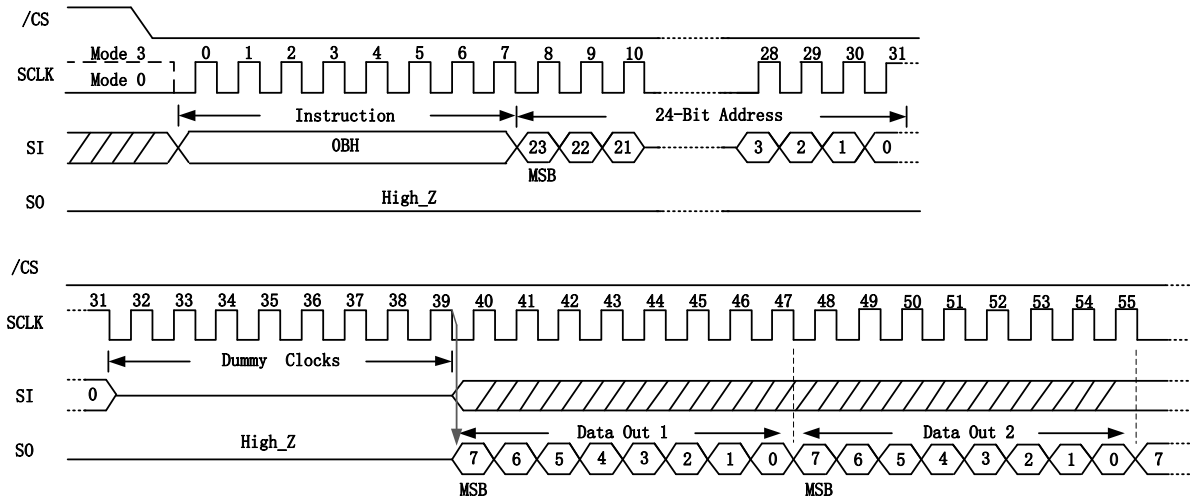 /CS
Mode 3
0 1 2 3 4 5 6 7 8 9 10 28 29 30 31
SCLK
Mode 0
Instruction 24-Bit Address
SI 0BH 23 22 21 3 2 1 0
MSB
SO High_Z
/CS
31 32 33 34 35 36 37 38 39 40 41 42 43 44 45 46 47 48 49 50 51 52 53 54 55
SCLK
Dummy Clocks
SI 0
Data Out 1 Data Out 2
SO High_Z 7 6 5 4 3 2 1 0 7 6 5 4 3 2 1 0 7
MSB MSB